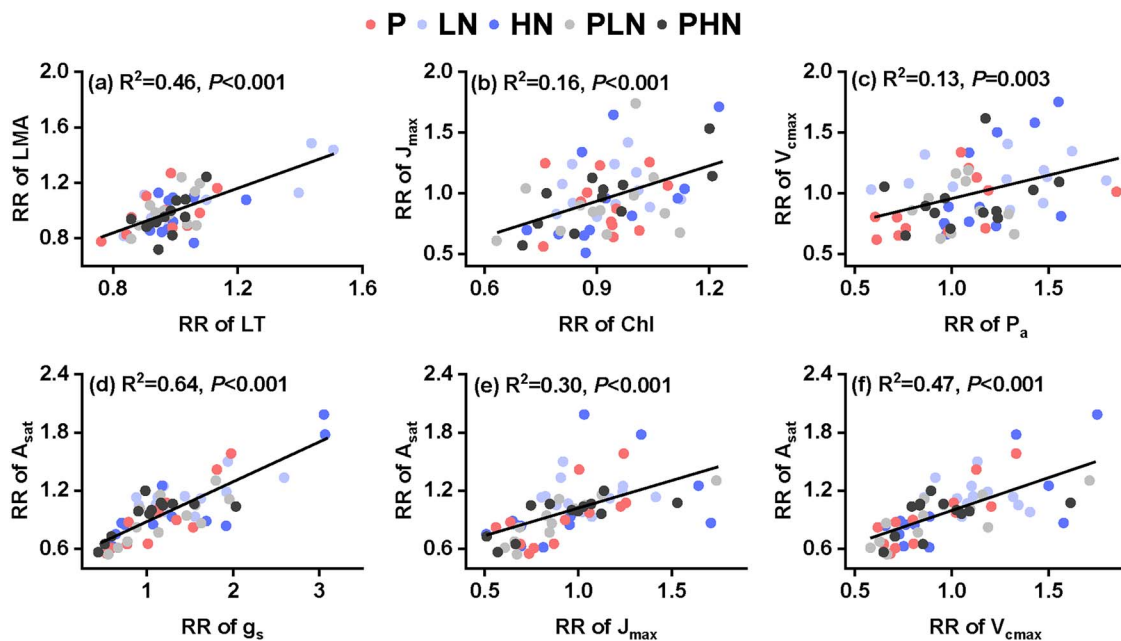 P LN HN PLN PHN
(a) R²=0.46, P<0.001
2.0
1.6
1.2
0.8
RR of LMA
0.8 1.2 1.6
RR of LT
(b) R²=0.16, P<0.001
2.0
1.5
1.0
0.5
RR of Jmax
0.6 0.9 1.2
RR of Chl
(c) R²=0.13, P=0.003
2.0
1.5
1.0
0.5
RR of Vcmax
0.5 1.0 1.5
RR of Pa
(d) R²=0.64, P<0.001
2.4
1.8
1.2
0.6
RR of Asat
1 2 3
RR of gs
(e) R²=0.30, P<0.001
2.4
1.8
1.2
0.6
RR of Asat
0.5 1.0 1.5
RR of Jmax
(f) R²=0.47, P<0.001
2.4
1.8
1.2
0.6
RR of Asat
0.5 1.0 1.5
RR of Vcmax